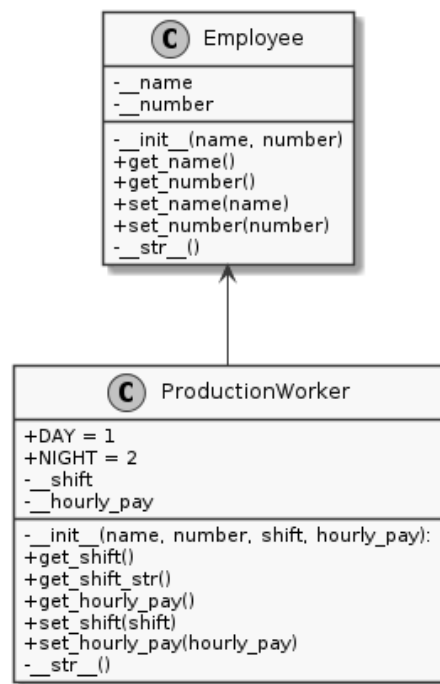 C Employee
-__name
-__number
-__init__(name, number)
+get_name()
+get_number()
+set_name(name)
+set_number(number)
-__str__()
C ProductionWorker
+DAY = 1
+NIGHT = 2
-__shift
-__hourly_pay
-__init__(name, number, shift, hourly_pay):
+get_shift()
+get_shift_str()
+get_hourly_pay()
+set_shift(shift)
+set_hourly_pay(hourly_pay)
-__str__()